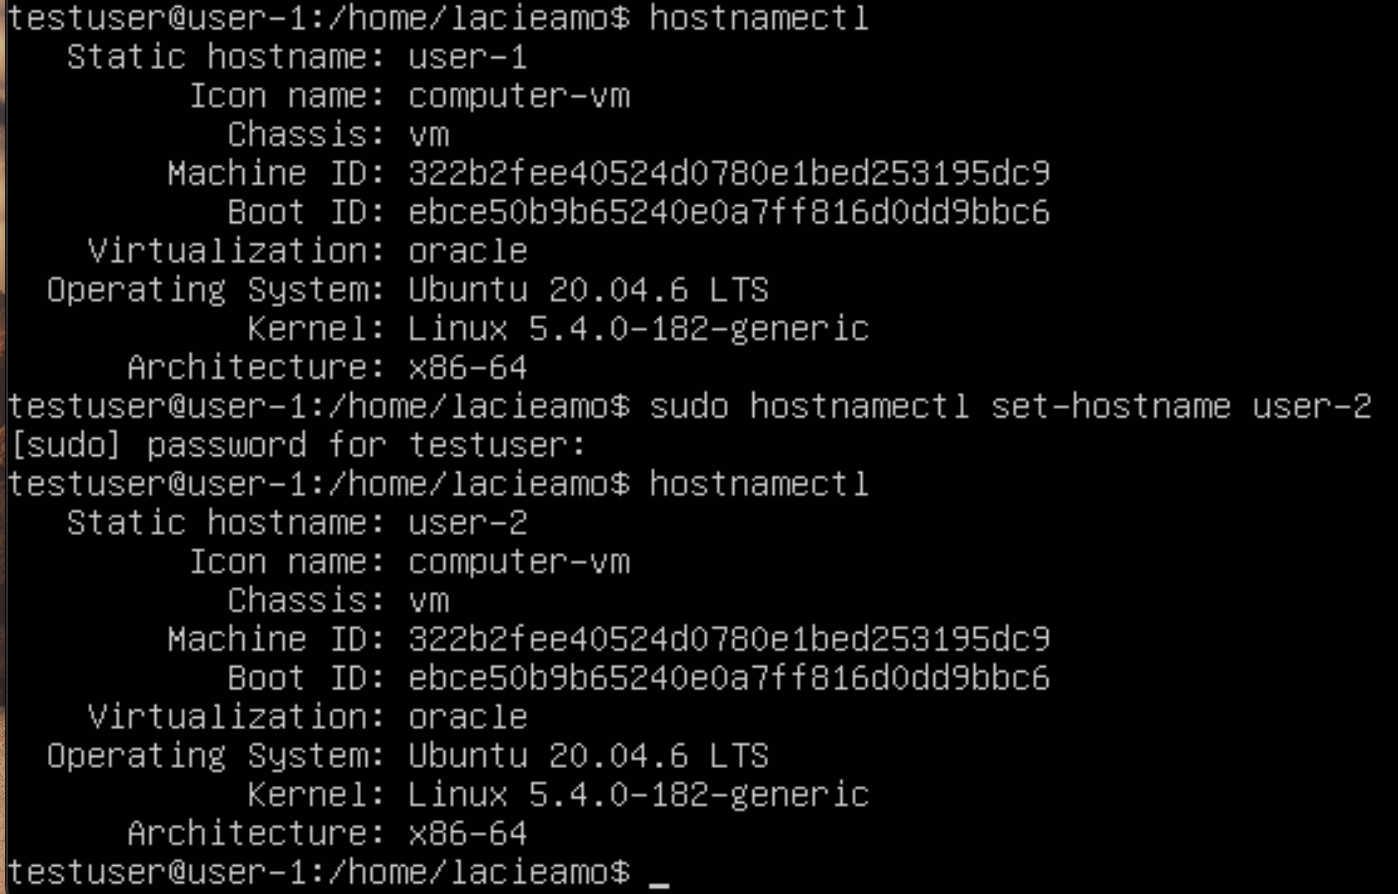 testuser@user-1:/home/lacieamo$ hostnamectl
Static hostname: user-1
Icon name: computer-vm
Chassis: vm
Machine ID: 322b2fee40524d0780e1bed253195dc9
Boot ID: ebce50b9b65240e0a7ff816d0dd9bbc6
Virtualization: oracle
Operating System: Ubuntu 20.04.6 LTS
Kernel: Linux 5.4.0-182-generic
Architecture: x86-64
testuser@user-1:/home/lacieamo$ sudo hostnamectl set-hostname user-2
[sudo] password for testuser:
testuser@user-1:/home/lacieamo$ hostnamectl
Static hostname: user-2
Icon name: computer-vm
Chassis: vm
Machine ID: 322b2fee40524d0780e1bed253195dc9
Boot ID: ebce50b9b65240e0a7ff816d0dd9bbc6
Virtualization: oracle
Operating System: Ubuntu 20.04.6 LTS
Kernel: Linux 5.4.0-182-generic
Architecture: x86-64
testuser@user-1:/home/lacieamo$ _